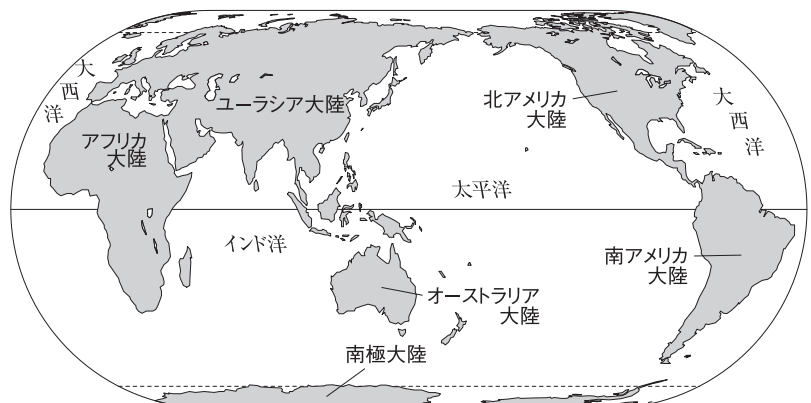 大
西
洋
ユーラシア大陸
アフリカ
大陸
北アメリカ
大陸
大
西
洋
太平洋
インド洋
南アメリカ
大陸
オーストラリア
大陸
南極大陸